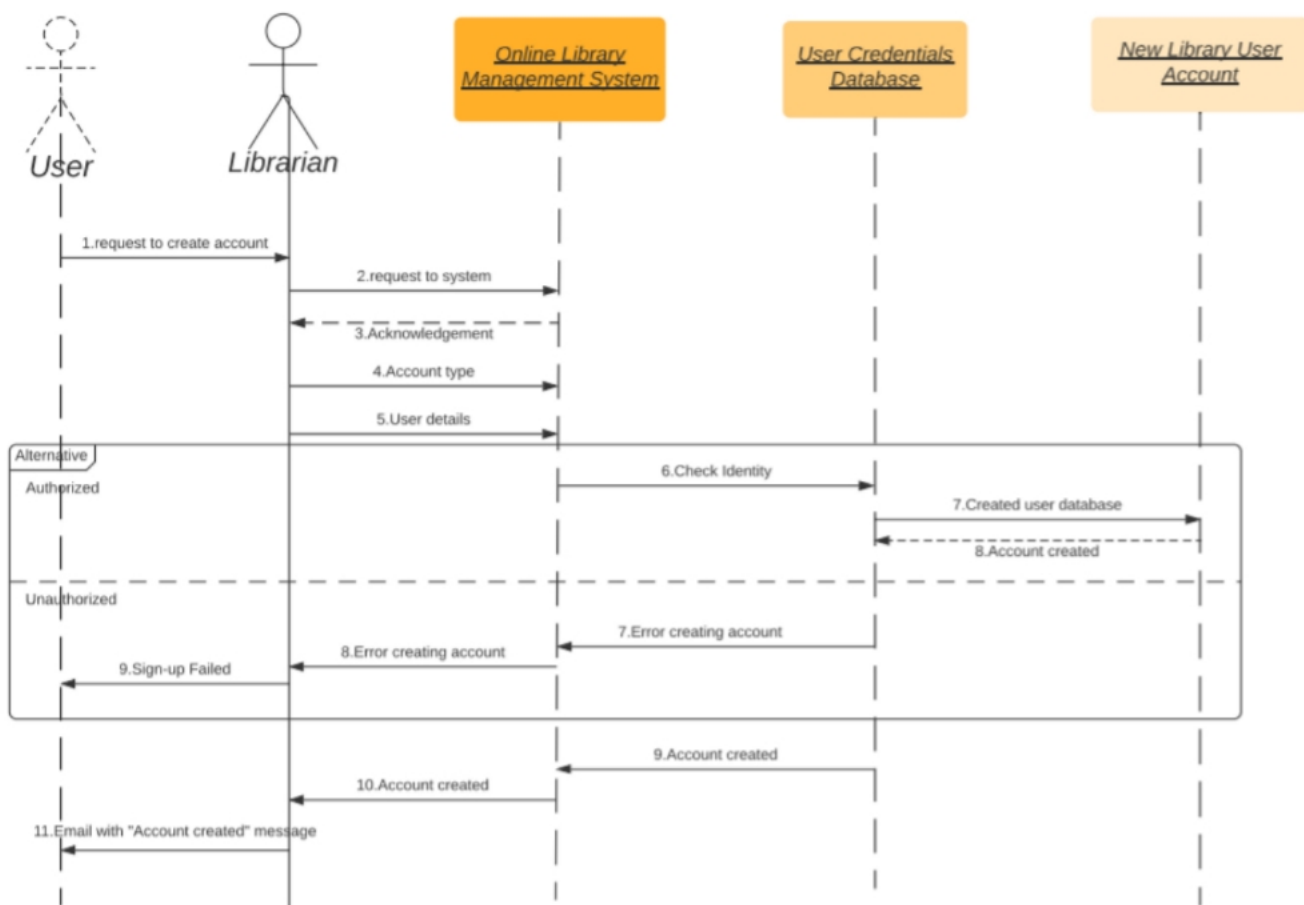 Online Library
Management System
User Credentials
Database
New Library User
Account
User
Librarian
1.request to create account
2.request to system
3.Acknowledgement
4.Account type
5.User details
Alternative
Authorized
6.Check Identity
7.Created user database
8.Account created
Unauthorized
7.Error creating account
8.Error creating account
9.Sign-up Failed
9.Account created
10.Account created
11.Email with "Account created" message